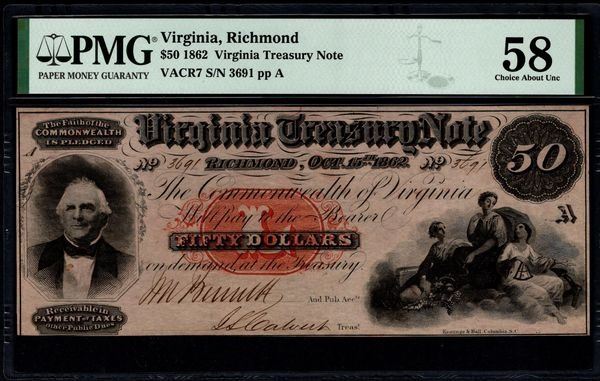 PMG
PAPER MONEY GUARANTY
Virginia, Richmond
$50 1862 Virginia Treasury Note
VACR7 S/N 3691 pp A
58
Choice About Unc
The Faith of the
COMMONWEALTH
IS PLEDGED
Virginia Treasury Note
50
No 3691 RICHMOND, OCT. 15TH 1862. No 3691
The Commonwealth of Virginia
Will pay to the Bearer
A
FIFTY DOLLARS
on demand, at the Treasury.
And Pub. Acc'ts
Receivable in
PAYMENT OF TAXES
other Public Dues
J S Calvert Treas'r
Keatinge & Ball, Columbia, S.C.